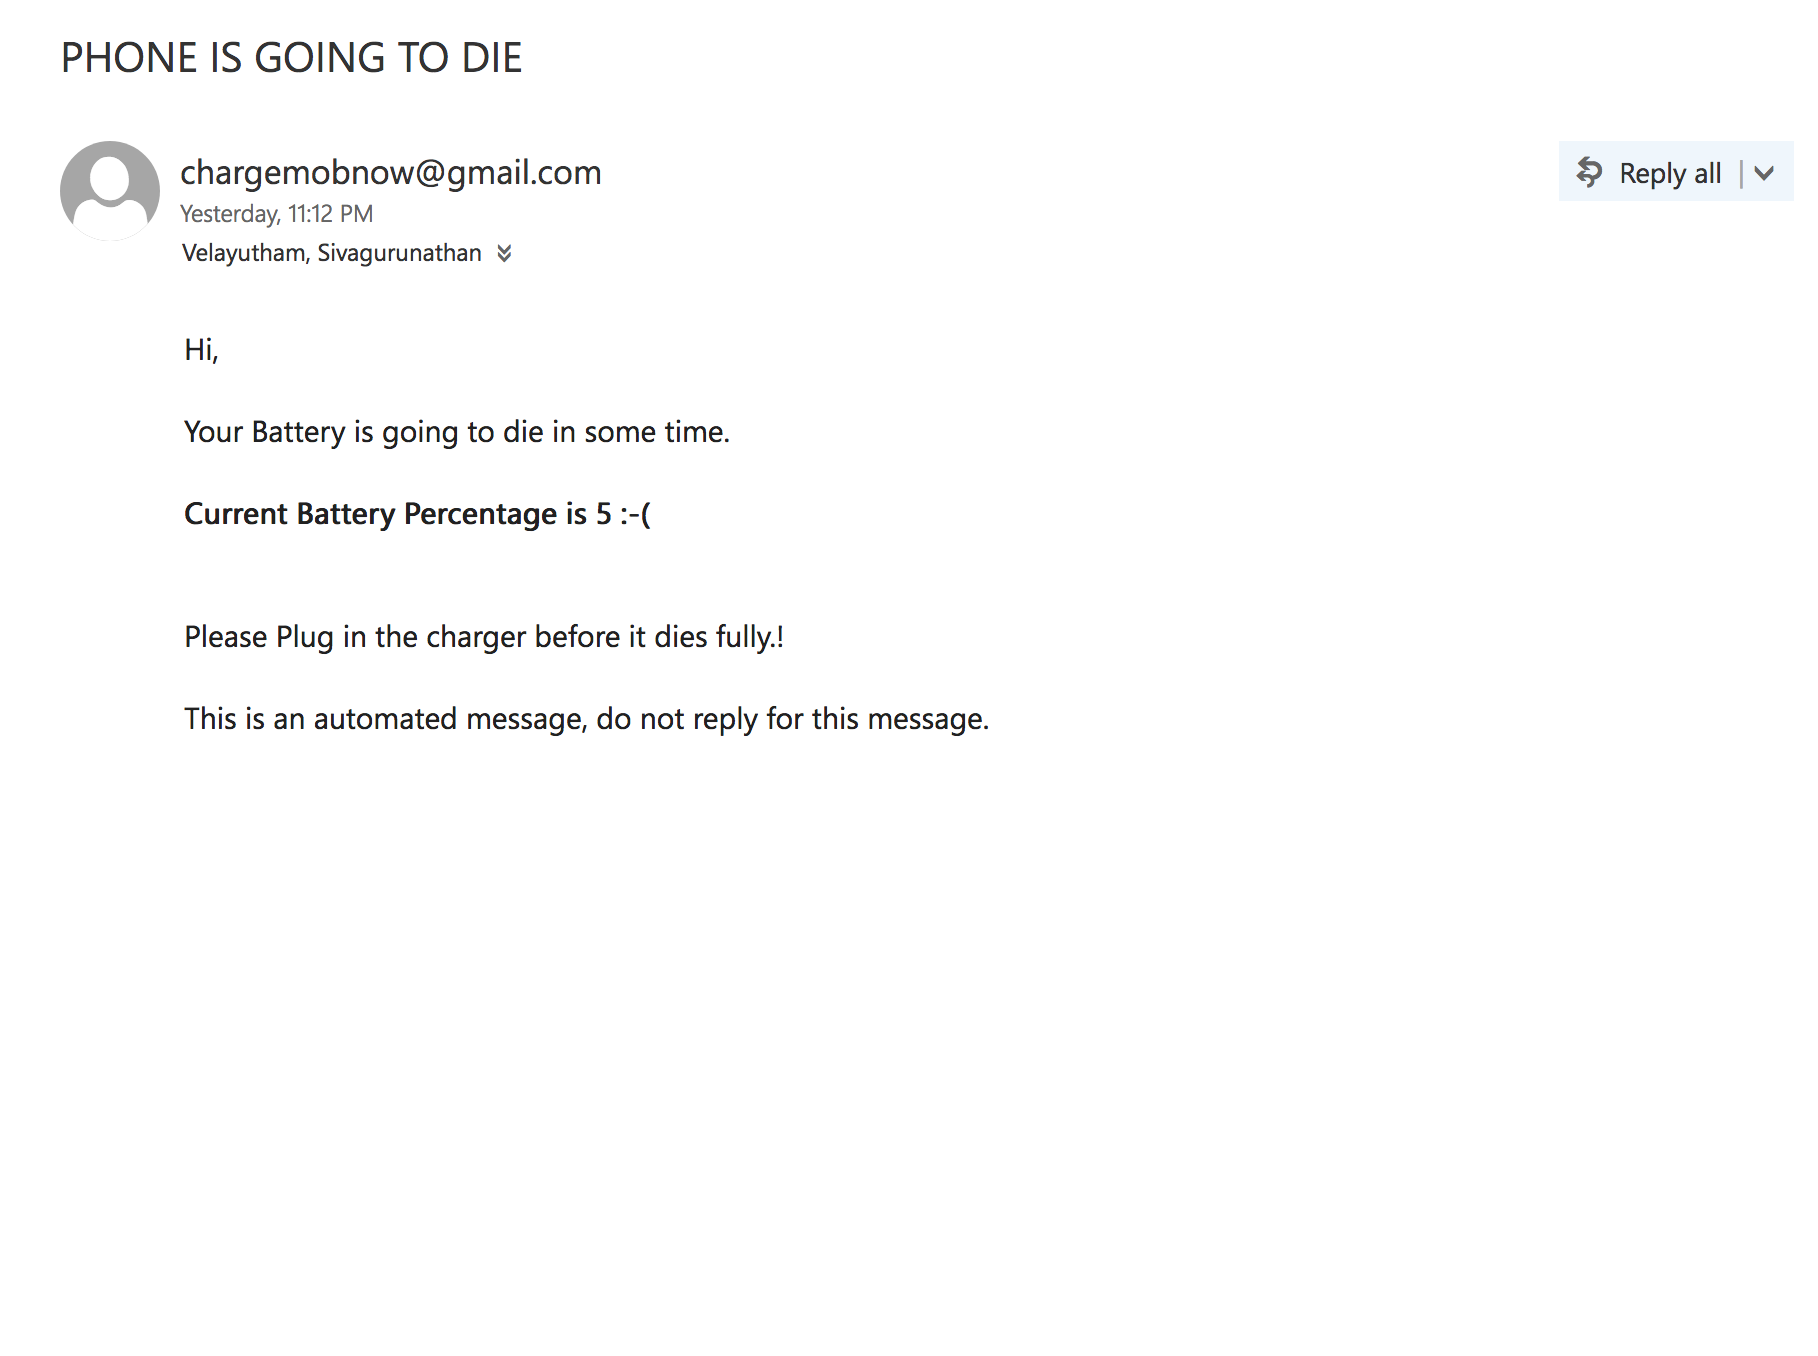 PHONE IS GOING TO DIE
chargemobnow@gmail.com
Reply all
Yesterday, 11:12 PM
Velayutham, Sivagurunathan
Hi,
Your Battery is going to die in some time.
Current Battery Percentage is 5 :-(
Please Plug in the charger before it dies fully.!
This is an automated message, do not reply for this message.